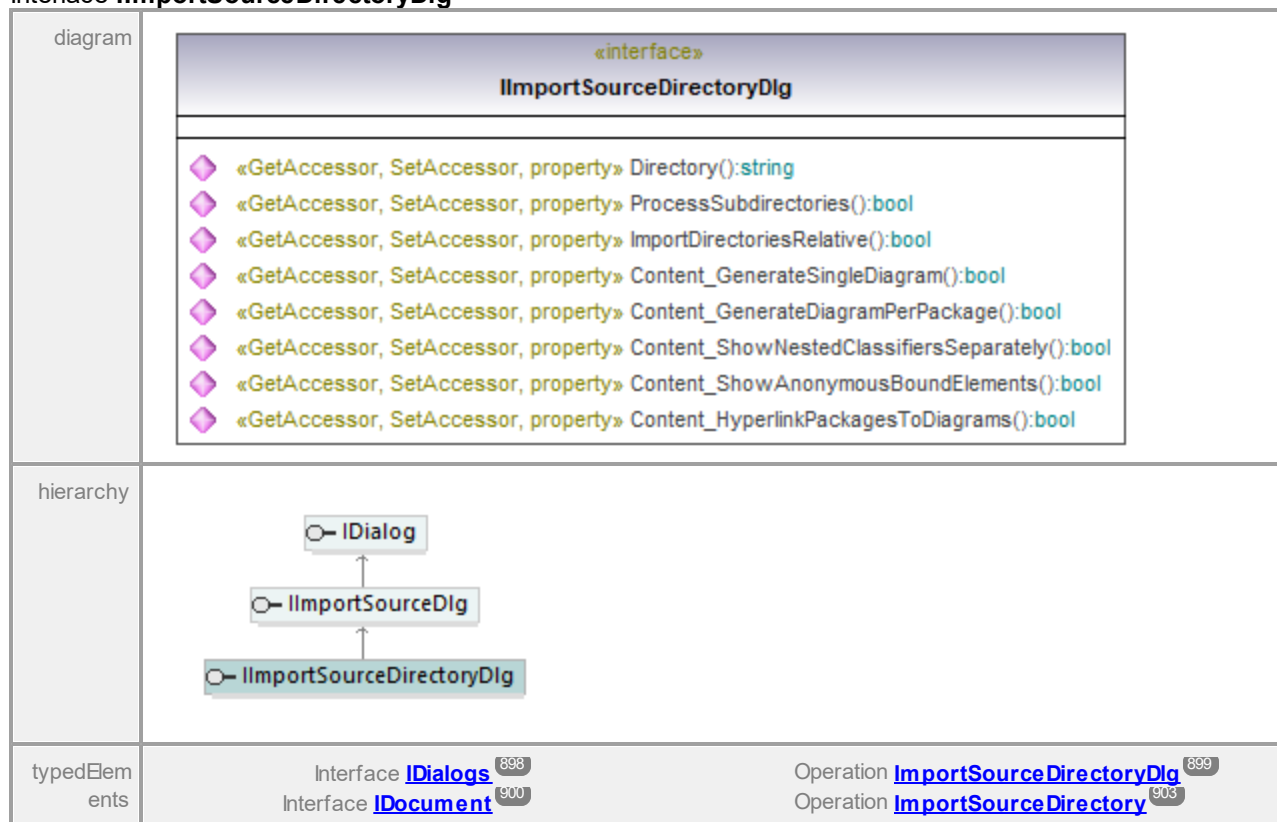 interface IImportSourceDirectoryDlg
diagram
«interface»
IImportSourceDirectoryDlg
«GetAccessor, SetAccessor, property» Directory():string
«GetAccessor, SetAccessor, property» ProcessSubdirectories():bool
«GetAccessor, SetAccessor, property» ImportDirectoriesRelative():bool
«GetAccessor, SetAccessor, property» Content_GenerateSingleDiagram():bool
«GetAccessor, SetAccessor, property» Content_GenerateDiagramPerPackage():bool
«GetAccessor, SetAccessor, property» Content_ShowNestedClassifiersSeparately():bool
«GetAccessor, SetAccessor, property» Content_ShowAnonymousBoundElements():bool
«GetAccessor, SetAccessor, property» Content_HyperlinkPackagesToDiagrams():bool
hierarchy
IDialog
IImportSourceDlg
IImportSourceDirectoryDlg
typedElem
ents
Interface IDialogs 898 Operation ImportSourceDirectoryDlg 899
Interface IDocument 900 Operation ImportSourceDirectory 903